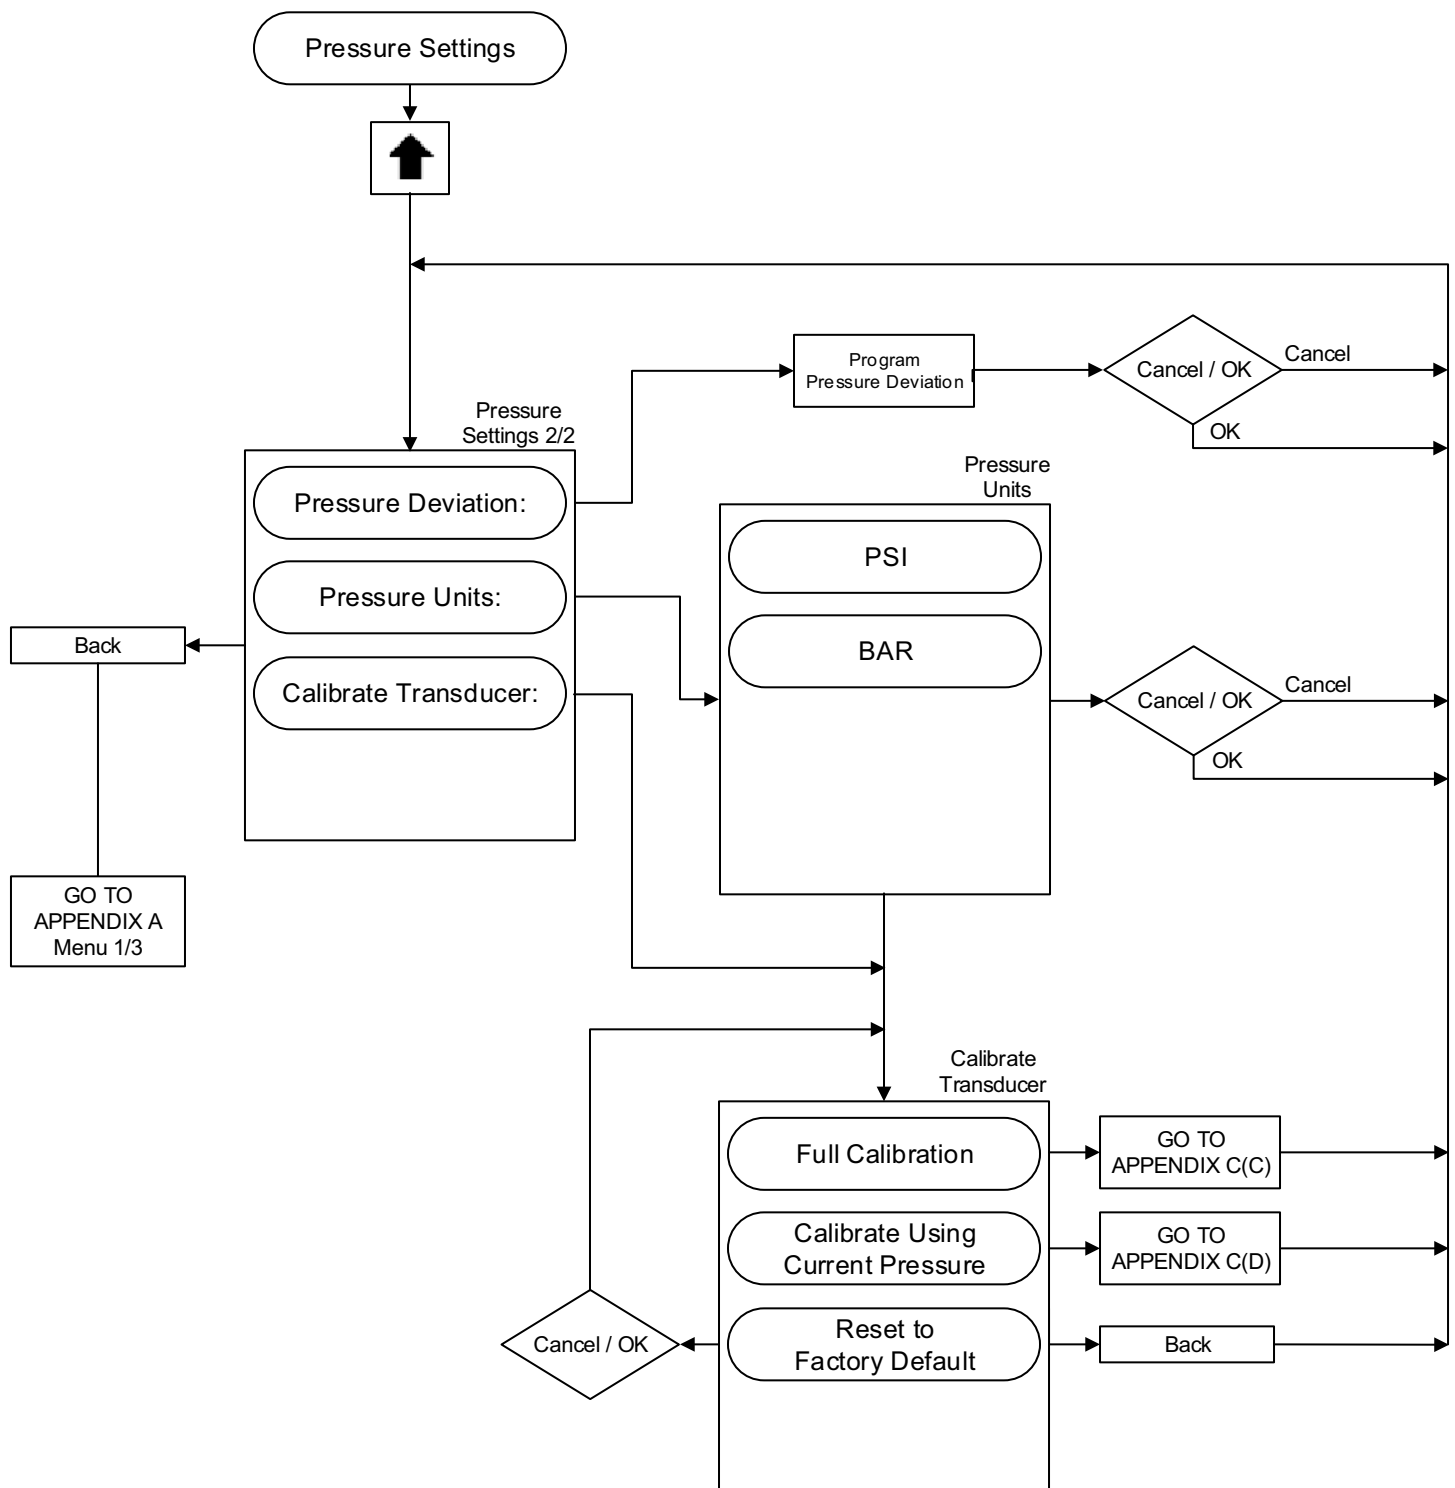 Pressure Settings
Program
Pressure Deviation
Cancel / OK
Cancel
OK
Pressure
Settings 2/2
Pressure Deviation:
Pressure Units:
Calibrate Transducer:
Back
GO TO
APPENDIX A
Menu 1/3
Pressure
Units
PSI
BAR
Cancel / OK
Cancel
OK
Calibrate
Transducer
Full Calibration
GO TO
APPENDIX C(C)
Calibrate Using
Current Pressure
GO TO
APPENDIX C(D)
Cancel / OK
Reset to
Factory Default
Back